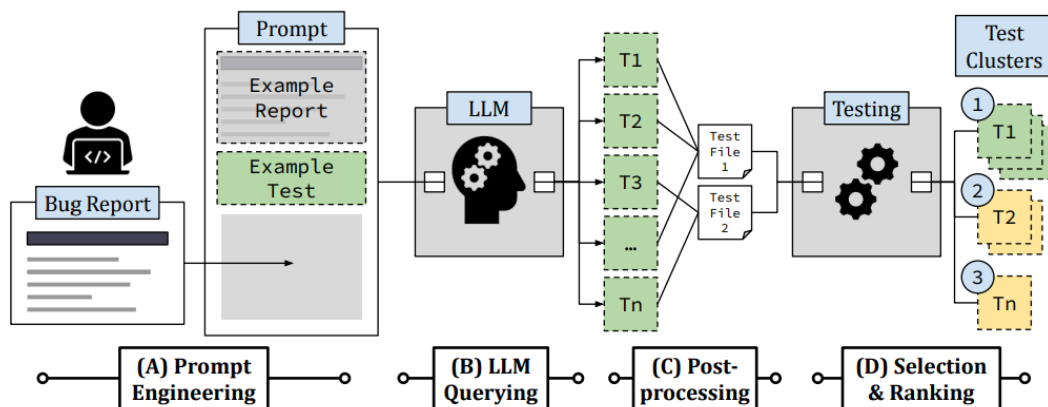 Prompt
Example
Report
Example
Test
</>
Bug Report
LLM
T1
T2
T3
...
Tn
Test
File
1
Test
File
2
Testing
Test
Clusters
1
T1
2
T2
3
Tn
(A) Prompt
Engineering
(B) LLM
Querying
(C) Post-
processing
(D) Selection
& Ranking